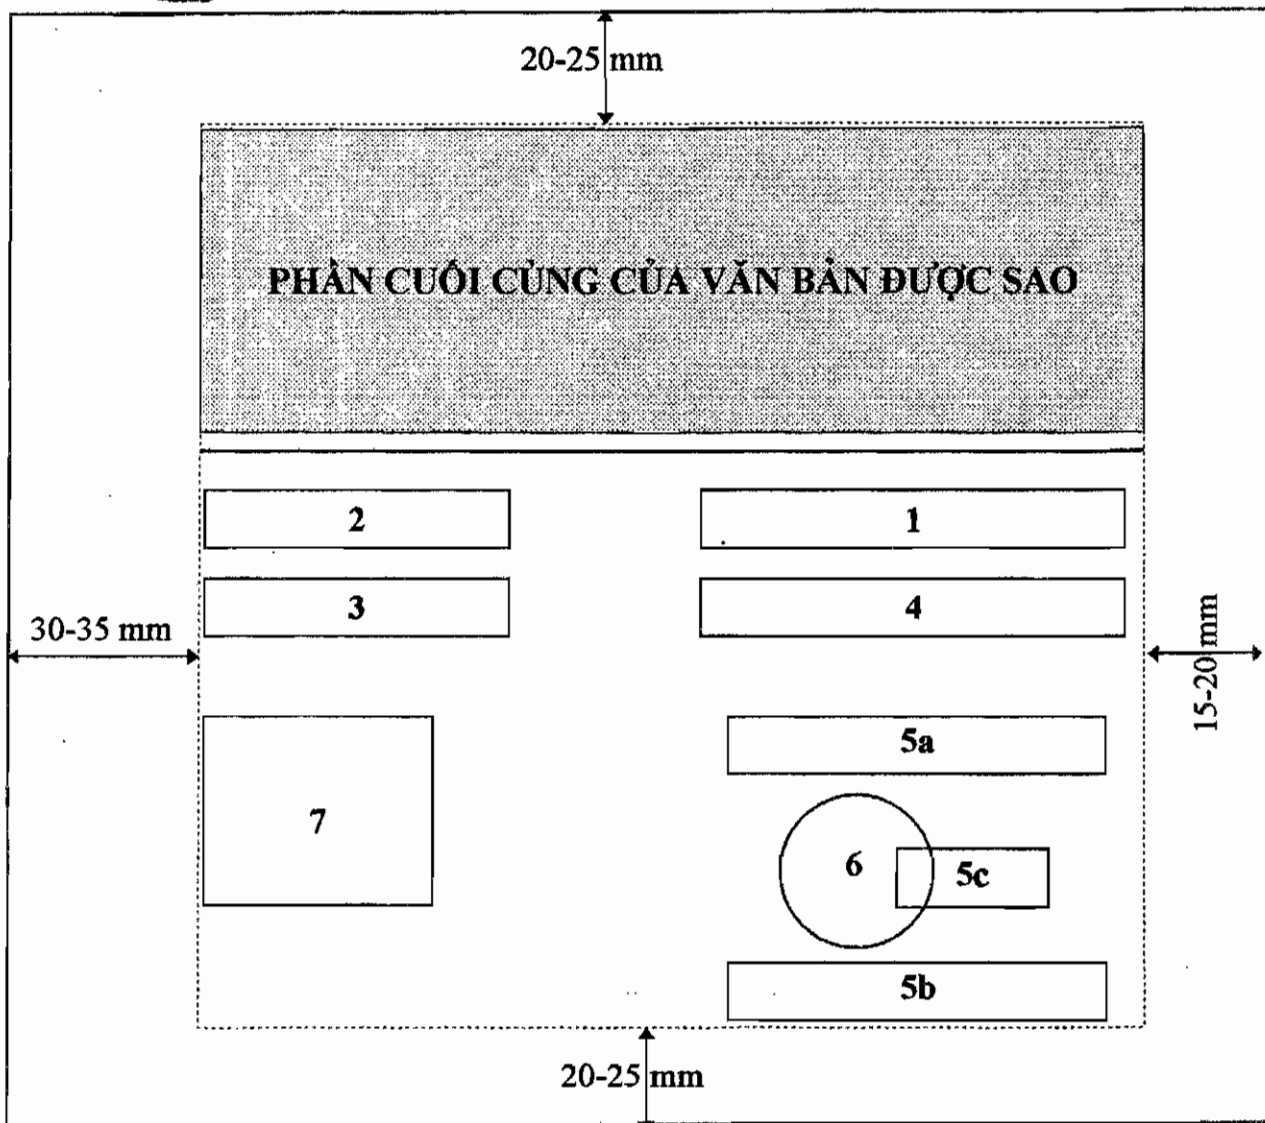 20-25 mm
PHẦN CUỐI CÙNG CỦA VĂN BẢN ĐƯỢC SAO
2
1
3
4
30-35 mm
15-20 mm
5a
7
6
5c
5b
20-25 mm